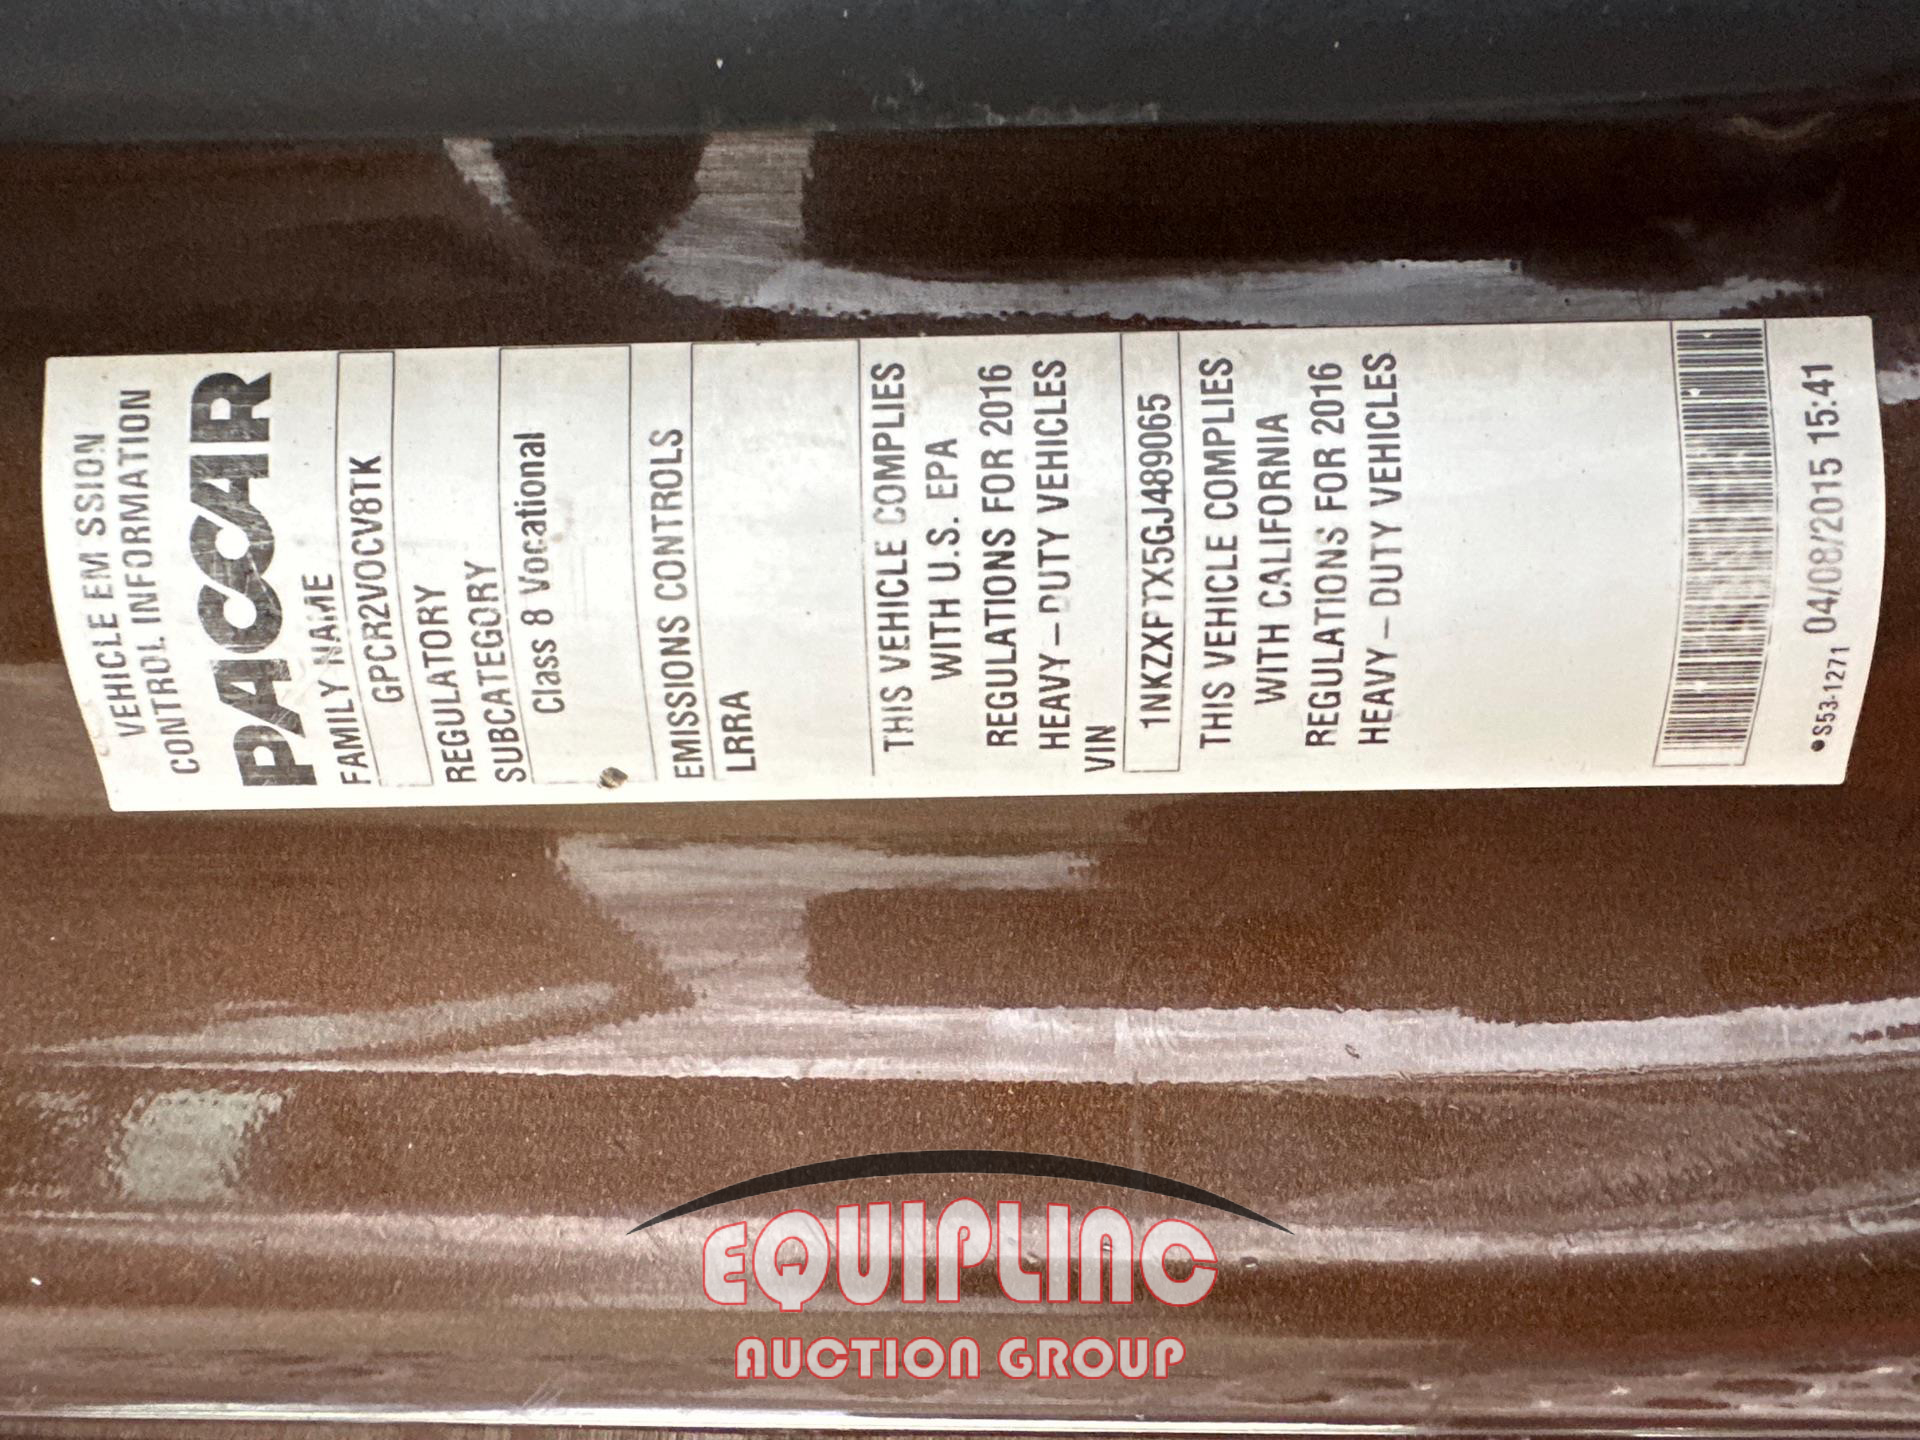 VEHICLE EMISSION
CONTROL INFORMATION
PACCAR
FAMILY NAME
GPCR2VOCV8TK
REGULATORY
SUBCATEGORY
Class 8 Vocational
EMISSIONS CONTROLS
LRRA
THIS VEHICLE COMPLIES
WITH U.S. EPA
REGULATIONS FOR 2016
HEAVY-DUTY VEHICLES
VIN
1NKZXPTX5GJ489065
THIS VEHICLE COMPLIES
WITH CALIFORNIA
REGULATIONS FOR 2016
HEAVY-DUTY VEHICLES
S53-1271 04/08/2015 15:41
EQUIPLINC
AUCTION GROUP